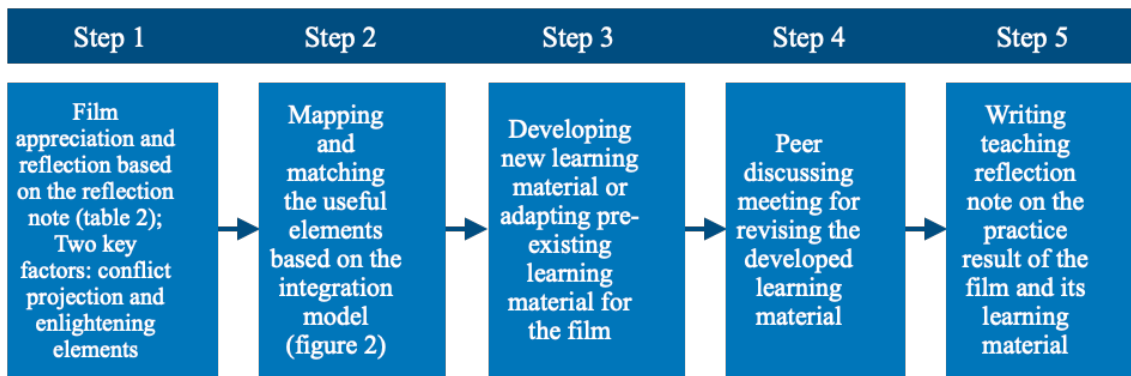 Step 1
Step 2
Step 3
Step 4
Step 5
Film
appreciation and
reflection based
on the reflection
note (table 2);
Two key
factors: conflict
projection and
enlightening
elements
Mapping
and
matching
the useful
elements
based on the
integration
model
(figure 2)
Developing
new learning
material or
adapting pre-
existing
learning
material for
the film
Peer
discussing
meeting for
revising the
developed
learning
material
Writing
teaching
reflection
note on the
practice
result of the
film and its
learning
material